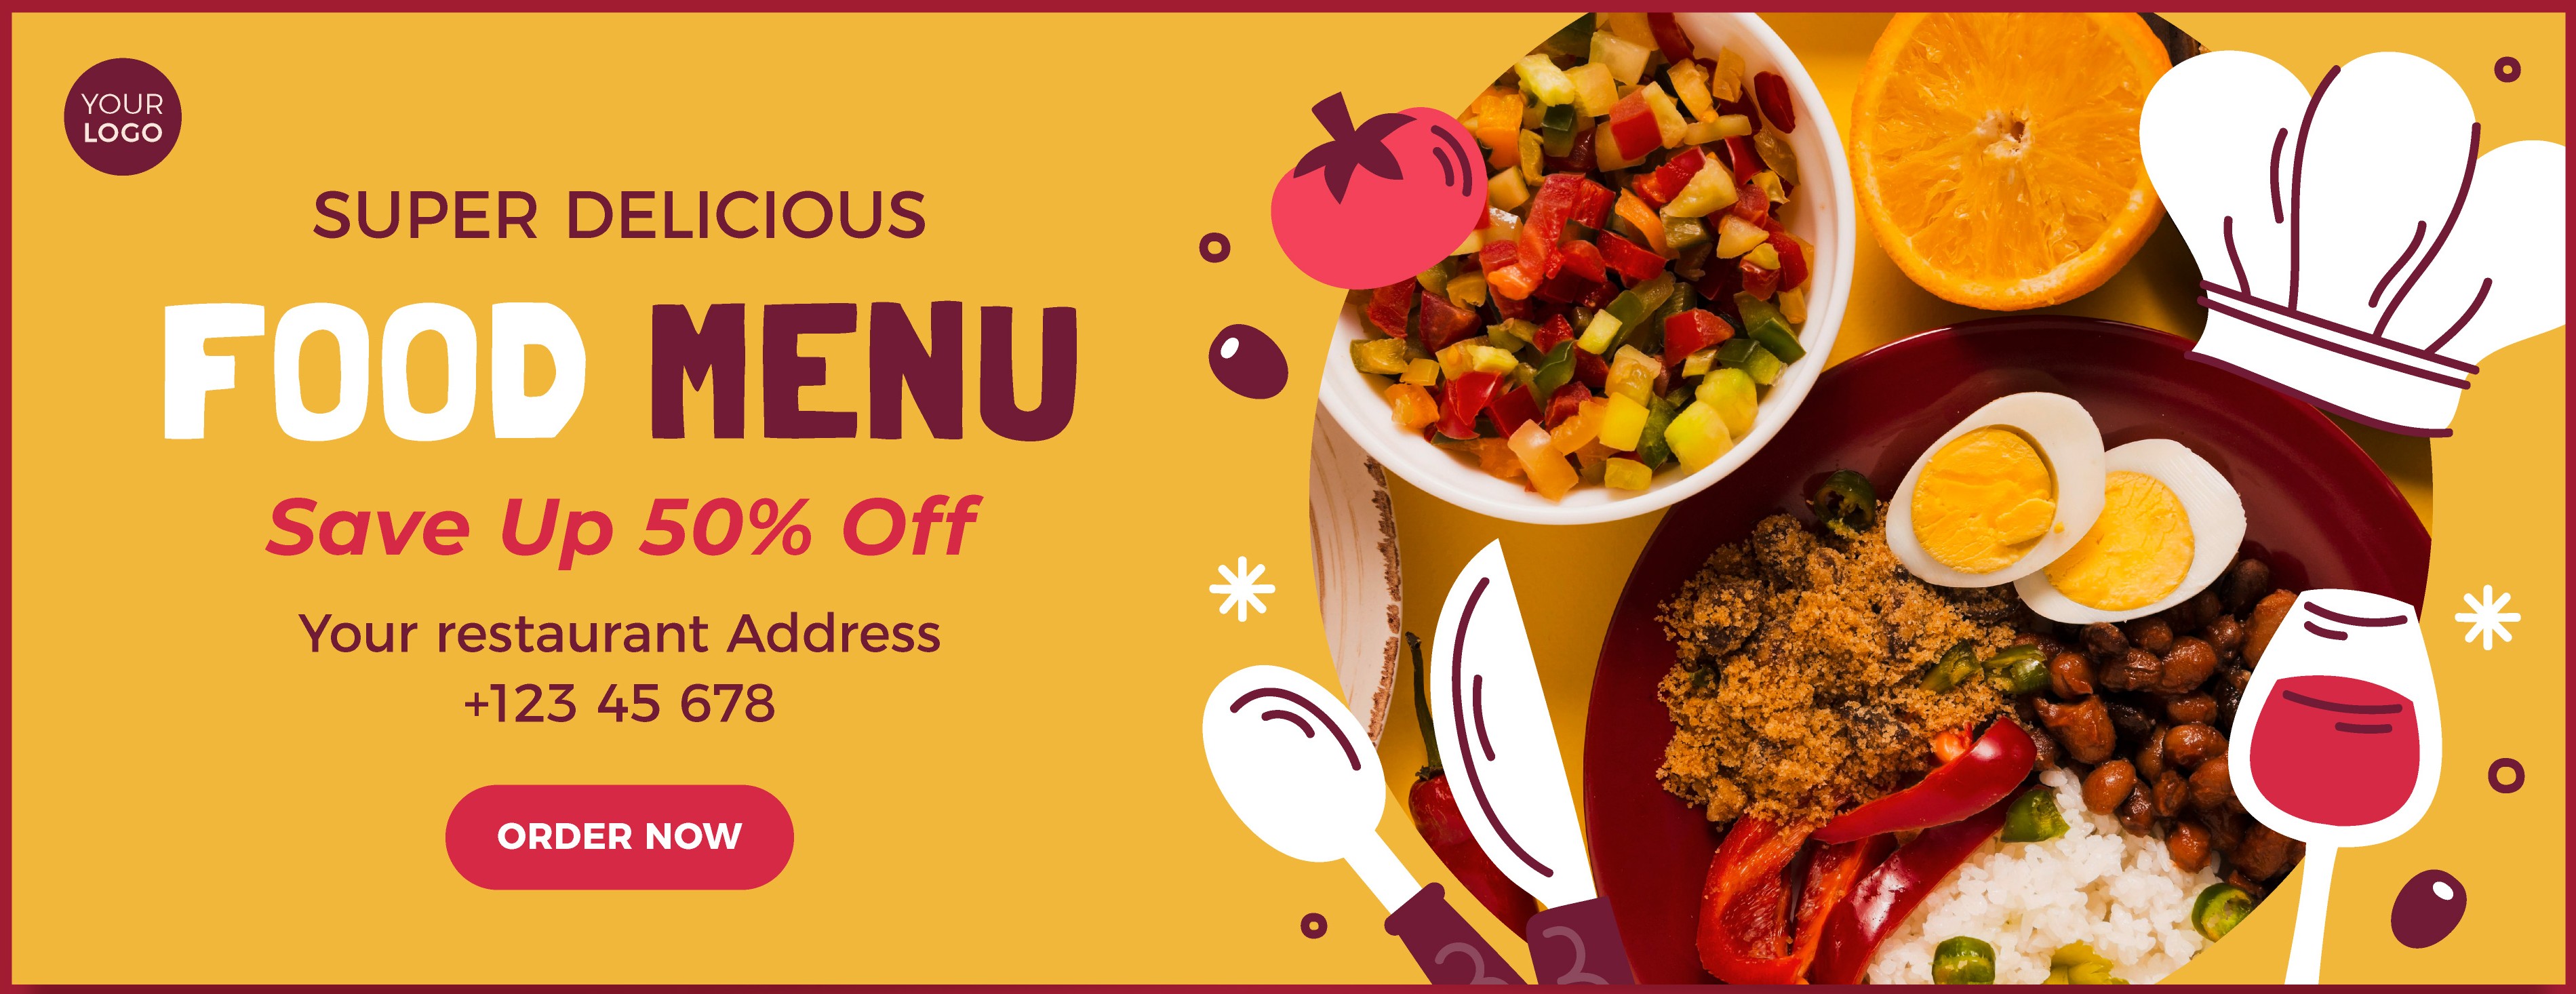 YOUR
LOGO
SUPER DELICIOUS
FOOD MENU
Save Up 50% Off
Your restaurant Address
+123 45 678
ORDER NOW